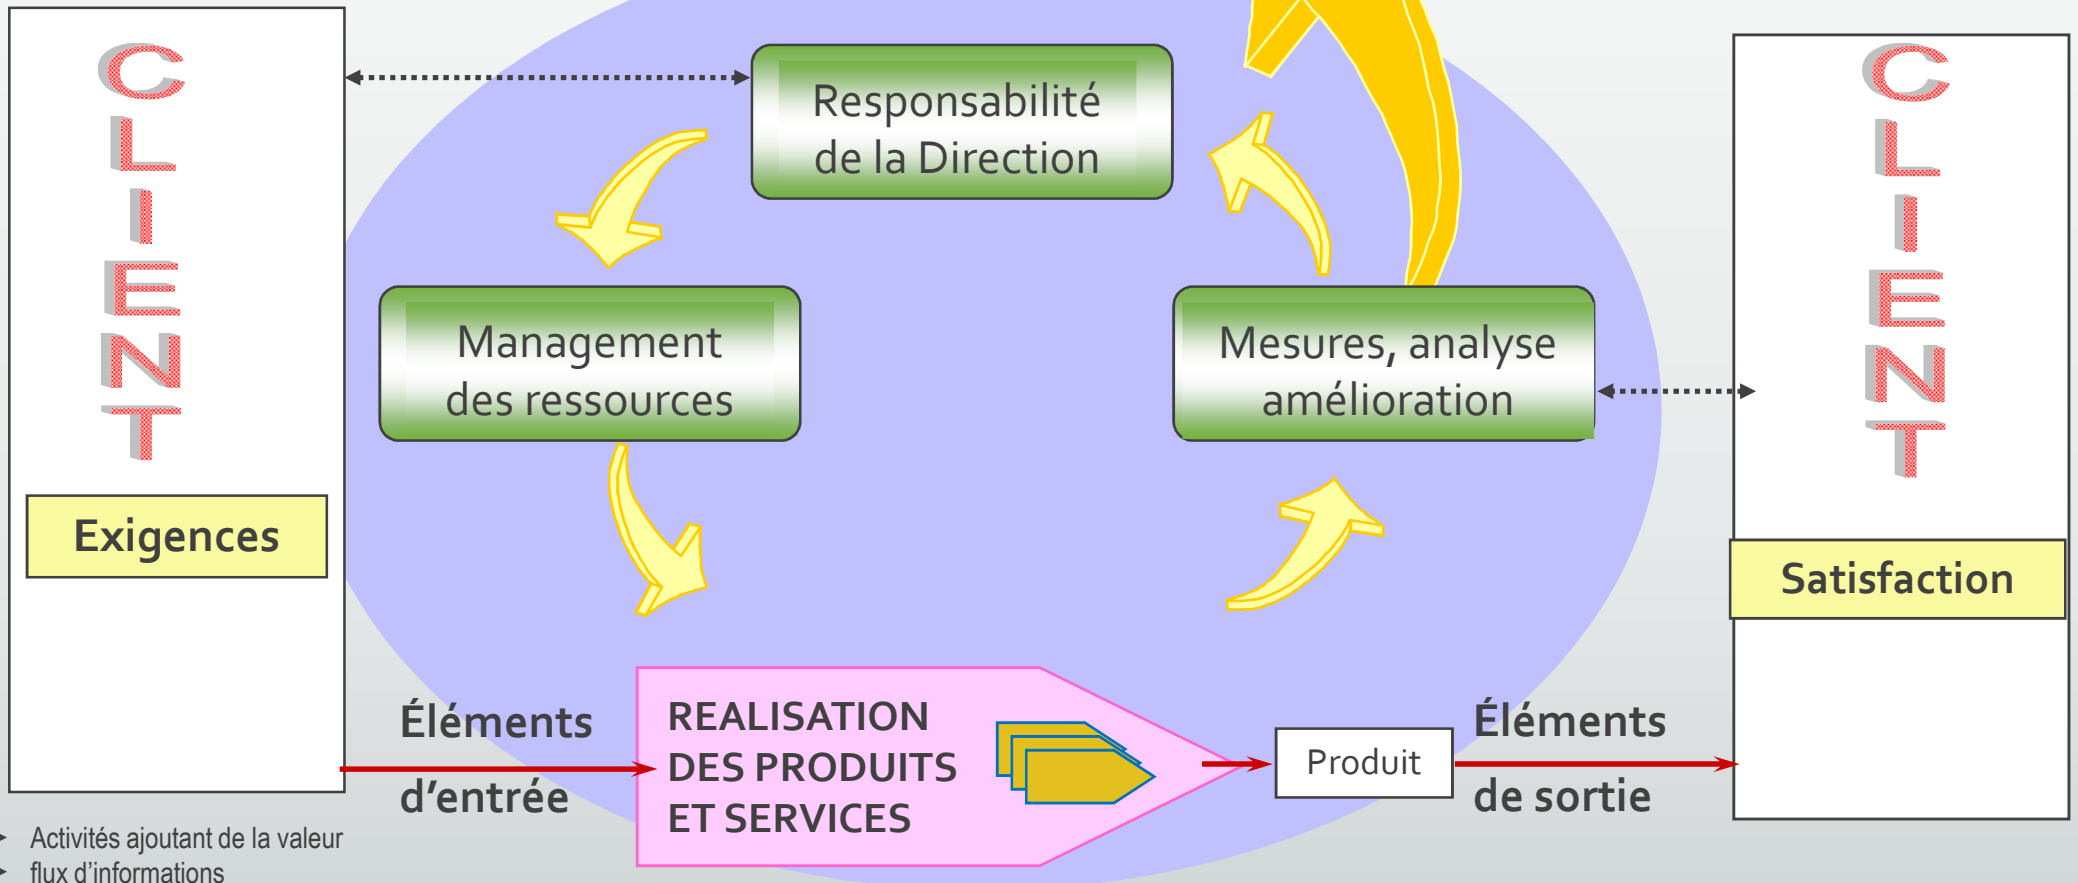 CLIENT
Exigences
Responsabilité
de la Direction
Management
des ressources
Mesures, analyse
amélioration
CLIENT
Satisfaction
Éléments
d’entrée
REALISATION
DES PRODUITS
ET SERVICES
Produit
Éléments
de sortie
Activités ajoutant de la valeur
flux d’informations